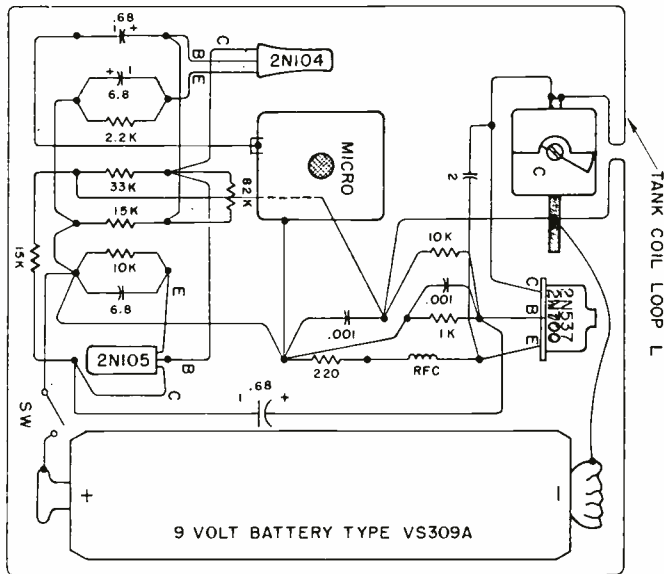 .68
+
B
C
E
2N104
+
6.8
2.2K
MICRO
C
2
TANK COIL LOOP L
33K
82K
15K
15K
10K
6.8
E
10K
.001
.001
1K
C
B
E
2N537
2N700
2N105
B
C
220
RFC
.68
+
SW
+
−
9 VOLT BATTERY TYPE VS309A